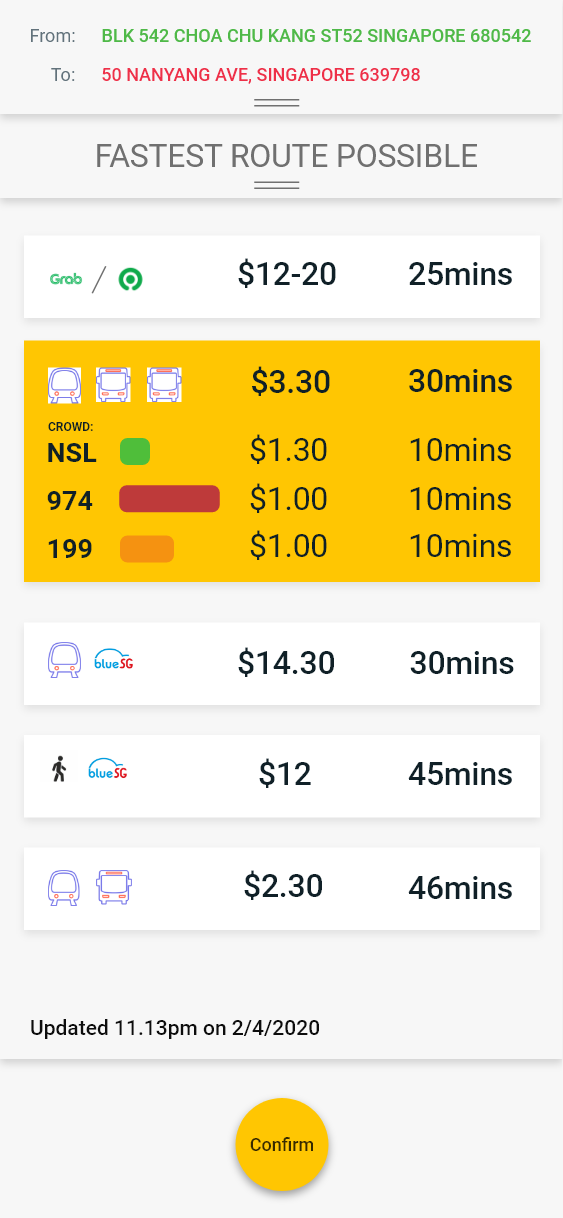 From: BLK 542 CHOA CHU KANG ST52 SINGAPORE 680542
To: 50 NANYANG AVE, SINGAPORE 639798
FASTEST ROUTE POSSIBLE
Grab / $12-20 25mins
$3.30 30mins
CROWD:
NSL $1.30 10mins
974 $1.00 10mins
199 $1.00 10mins
blueSG $14.30 30mins
blueSG $12 45mins
$2.30 46mins
Updated 11.13pm on 2/4/2020
Confirm